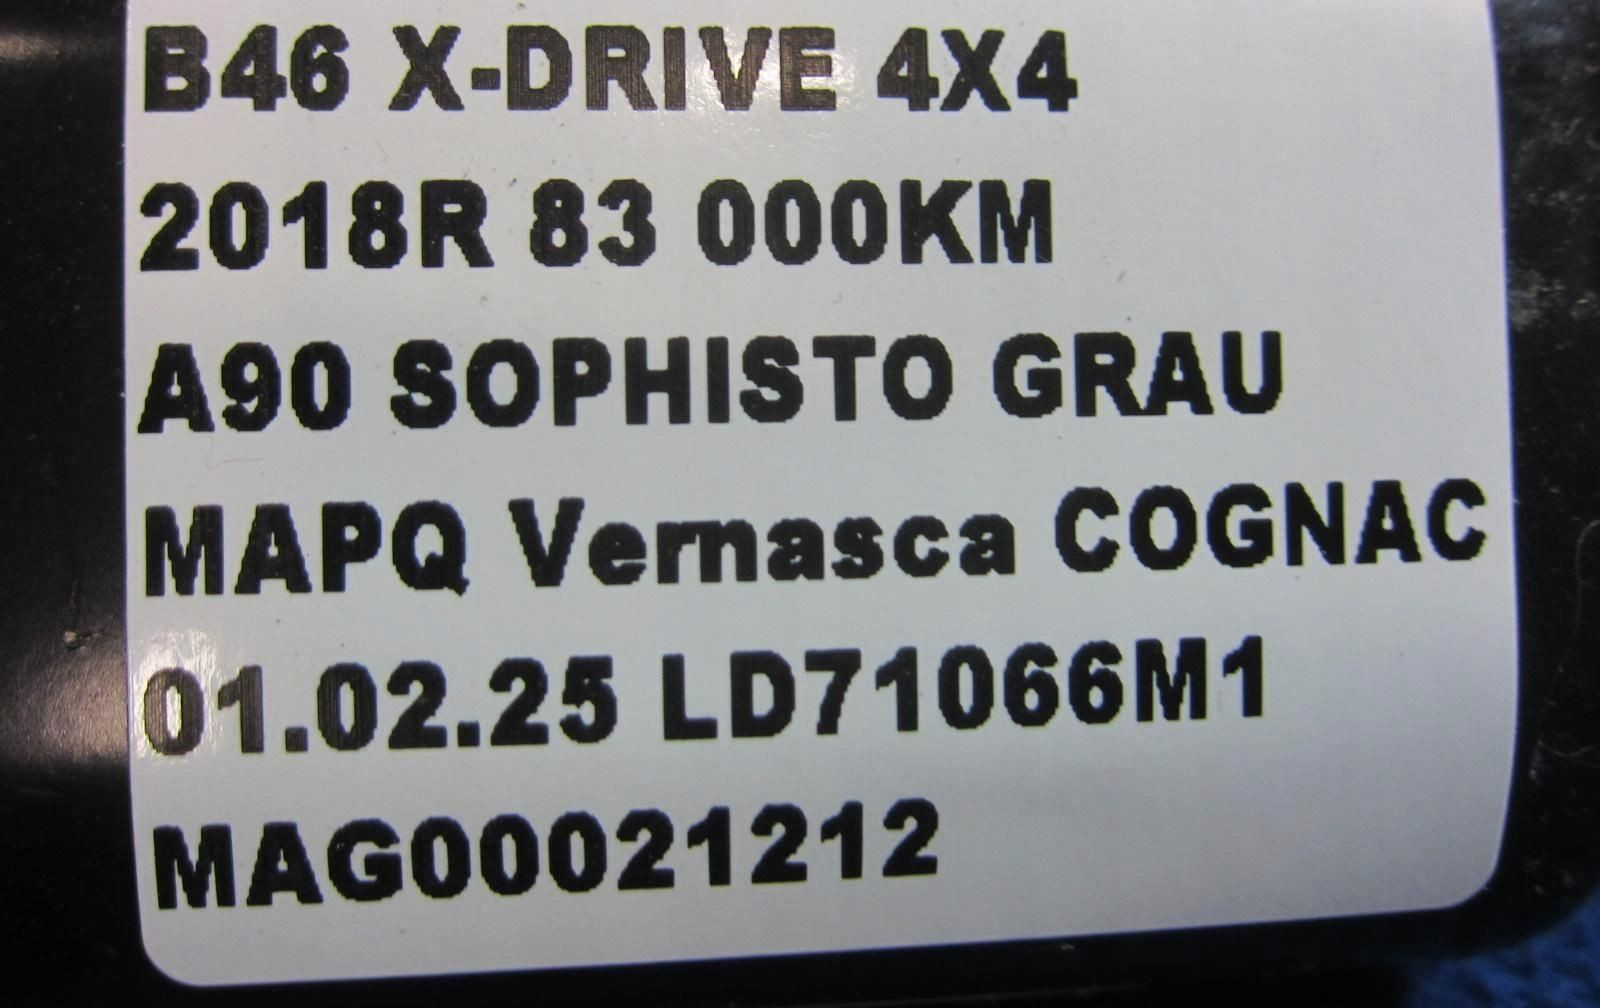 B46 X-DRIVE 4X4
2018R 83 000KM
A90 SOPHISTO GRAU
MAPQ Vernasca COGNAC
01.02.25 LD71066M1
MAG00021212